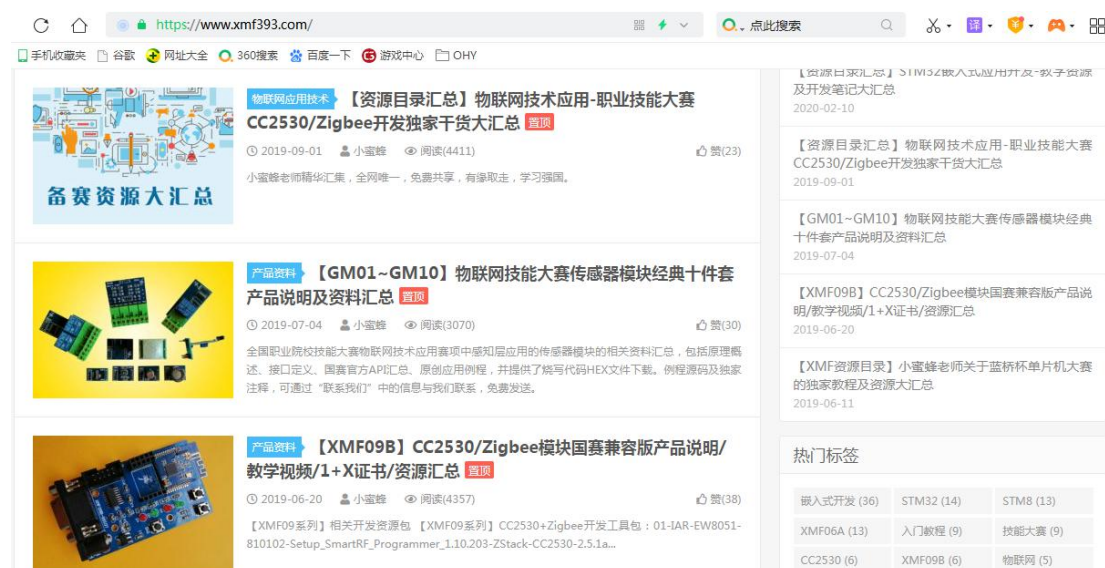 https://www.xmf393.com/
点此搜索
译
手机收藏夹 谷歌 网址大全 360搜索 百度一下 游戏中心 OHY
备赛资源大汇总
物联网应用技术 【资源目录汇总】物联网技术应用-职业技能大赛
CC2530/Zigbee开发独家干货大汇总 置顶
2019-09-01 小蜜蜂 阅读(4411) 赞(23)
小蜜蜂老师精华汇集,全网唯一,免费共享,有缘取走,学习强国。
产品资料 【GM01~GM10】物联网技能大赛传感器模块经典十件套
产品说明及资料汇总 置顶
2019-07-04 小蜜蜂 阅读(3070) 赞(30)
全国职业院校技能大赛物联网技术应用赛项中感知层应用的传感器模块的相关资料汇总,包括原理概
述、接口定义、国赛官方API汇总、原创应用例程,并提供了烧写代码HEX文件下载。例程源码及独家
注释,可通过“联系我们”中的信息与我们联系,免费发送。
产品资料 【XMF09B】CC2530/Zigbee模块国赛兼容版产品说明/
教学视频/1+X证书/资源汇总 置顶
2019-06-20 小蜜蜂 阅读(4357) 赞(38)
【XMF09系列】相关开发资源包 【XMF09系列】CC2530+Zigbee开发工具包:01-IAR-EW8051-
810102-Setup_SmartRF_Programmer_1.10.203-ZStack-CC2530-2.5.1a...
【资源目录汇总】STM32嵌入式应用开发-教学资源
及开发笔记大汇总
2020-02-10
【资源目录汇总】物联网技术应用-职业技能大赛
CC2530/Zigbee开发独家干货大汇总
2019-09-01
【GM01~GM10】物联网技能大赛传感器模块经典
十件套产品说明及资料汇总
2019-07-04
【XMF09B】CC2530/Zigbee模块国赛兼容版产品说
明/教学视频/1+X证书/资源汇总
2019-06-20
【XMF资源目录】小蜜蜂老师关于蓝桥杯单片机大赛
的独家教程及资源大汇总
2019-06-11
热门标签
嵌入式开发 (36) STM32 (14) STM8 (13)
XMF06A (13) 入门教程 (9) 技能大赛 (9)
CC2530 (6) XMF09B (6) 物联网 (5)